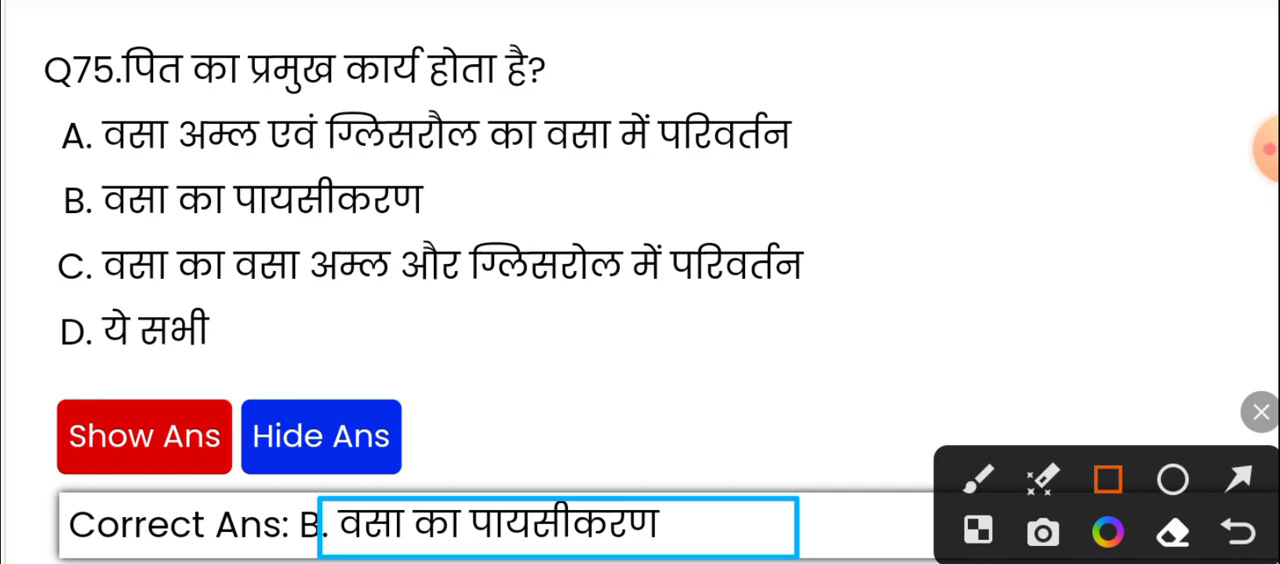 Q75.पित का प्रमुख कार्य होता है?
A. वसा अम्ल एवं ग्लिसरौल का वसा में परिवर्तन
B. वसा का पायसीकरण
C. वसा का वसा अम्ल और ग्लिसरोल में परिवर्तन
D. ये सभी
Show Ans Hide Ans
Correct Ans: B. वसा का पायसीकरण